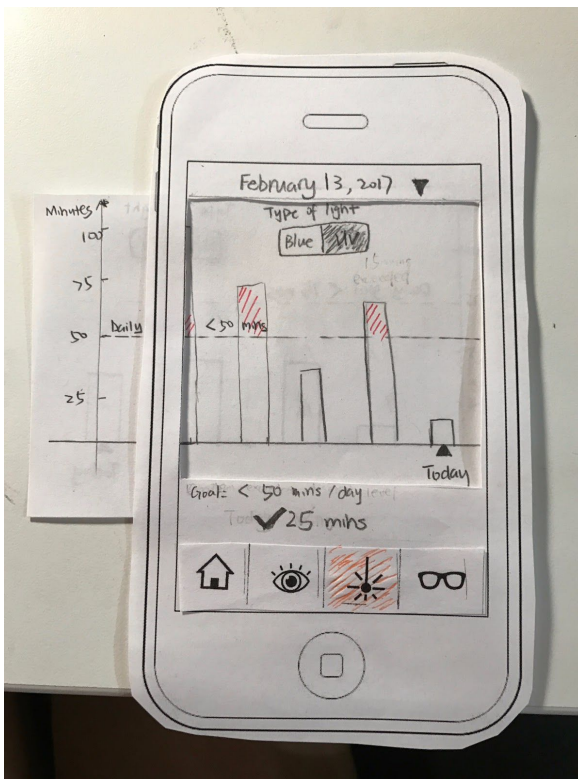 February 13, 2017
Type of light
Blue UV
Minutes
100
75
50
25
Daily < 50 mins
Today
Goal: < 50 mins / day
25 mins